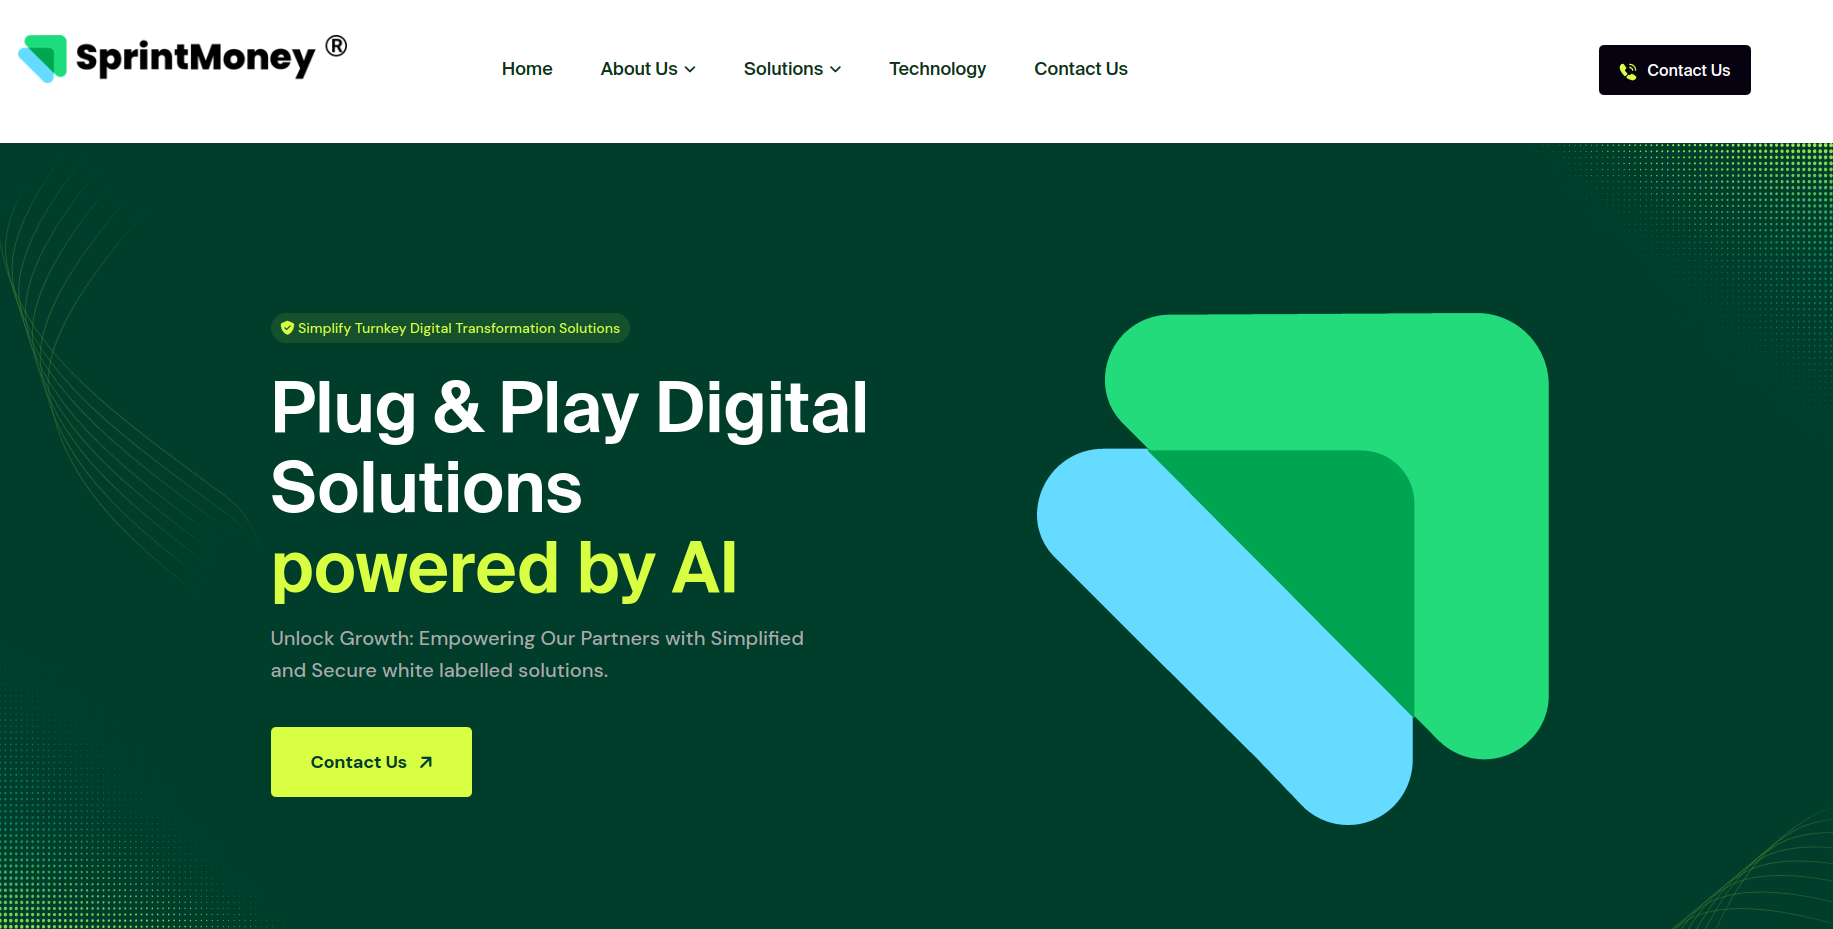 SprintMoney ®
Home
About Us
Solutions
Technology
Contact Us
Contact Us
Simplify Turnkey Digital Transformation Solutions
Plug & Play Digital
Solutions
powered by AI
Unlock Growth: Empowering Our Partners with Simplified
and Secure white labelled solutions.
Contact Us